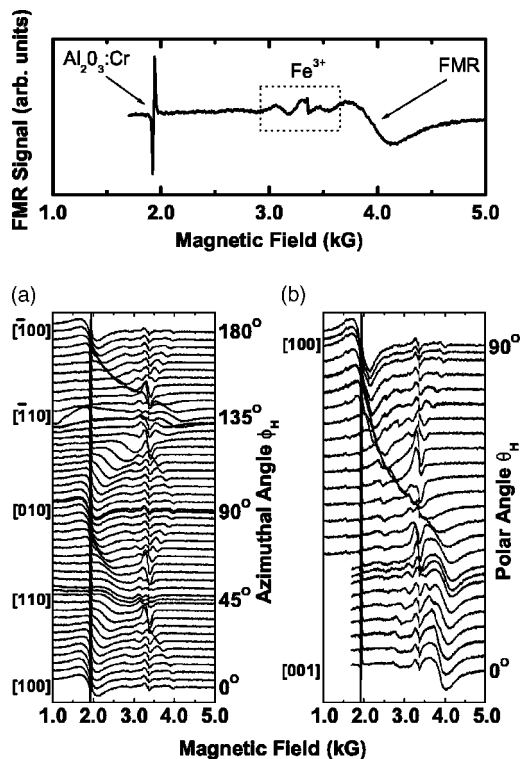 FMR Signal (arb. units)
Al₂0₃:Cr
Fe³⁺
FMR
1.0 2.0 3.0 4.0 5.0
Magnetic Field (kG)
(a)
[1̅00]
[1̅10]
[010]
[110]
[100]
180°
135°
90°
45°
0°
Azimuthal Angle ϕ_H
1.0 2.0 3.0 4.0 5.0
(b)
[100]
[001]
90°
0°
Polar Angle θ_H
1.0 2.0 3.0 4.0 5.0
Magnetic Field (kG)